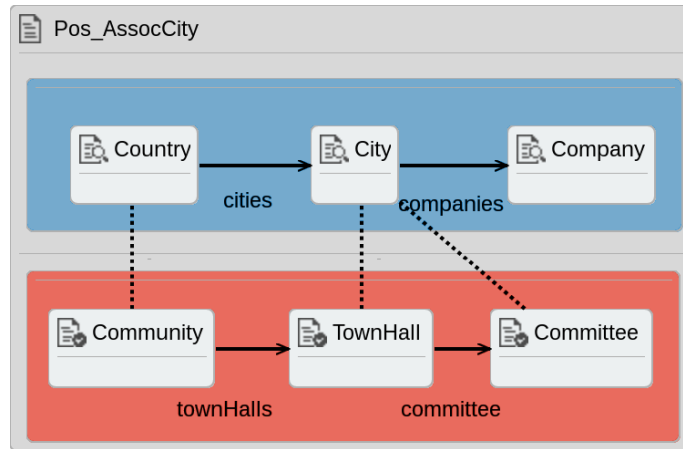 Pos_AssocCity
Country
City
Company
cities
companies
Community
TownHall
Committee
townHalls
committee